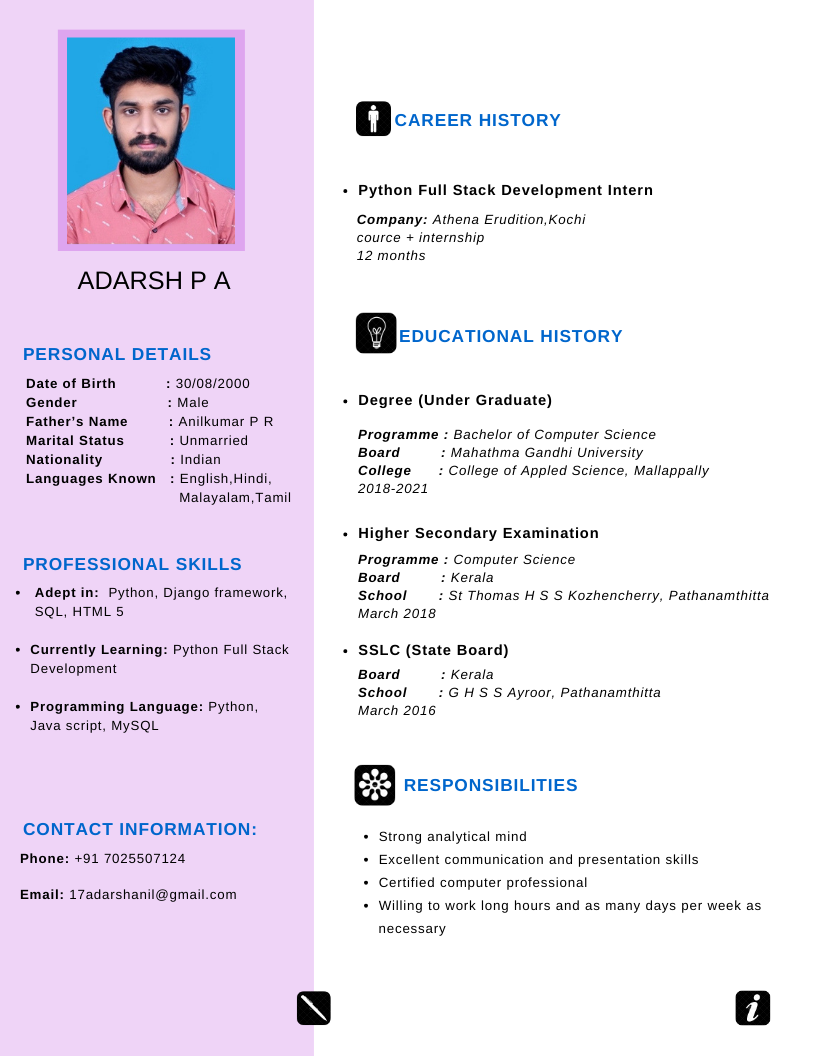 ADARSH P A
PERSONAL DETAILS
Date of Birth : 30/08/2000
Gender : Male
Father's Name : Anilkumar P R
Marital Status : Unmarried
Nationality : Indian
Languages Known : English,Hindi,
Malayalam,Tamil
PROFESSIONAL SKILLS
• Adept in: Python, Django framework,
SQL, HTML 5
• Currently Learning: Python Full Stack
Development
• Programming Language: Python,
Java script, MySQL
CONTACT INFORMATION:
Phone: +91 7025507124
Email: 17adarshanil@gmail.com
CAREER HISTORY
• Python Full Stack Development Intern
Company: Athena Erudition,Kochi
cource + internship
12 months
EDUCATIONAL HISTORY
• Degree (Under Graduate)
Programme : Bachelor of Computer Science
Board : Mahathma Gandhi University
College : College of Appled Science, Mallappally
2018-2021
• Higher Secondary Examination
Programme : Computer Science
Board : Kerala
School : St Thomas H S S Kozhencherry, Pathanamthitta
March 2018
• SSLC (State Board)
Board : Kerala
School : G H S S Ayroor, Pathanamthitta
March 2016
RESPONSIBILITIES
• Strong analytical mind
• Excellent communication and presentation skills
• Certified computer professional
• Willing to work long hours and as many days per week as
necessary